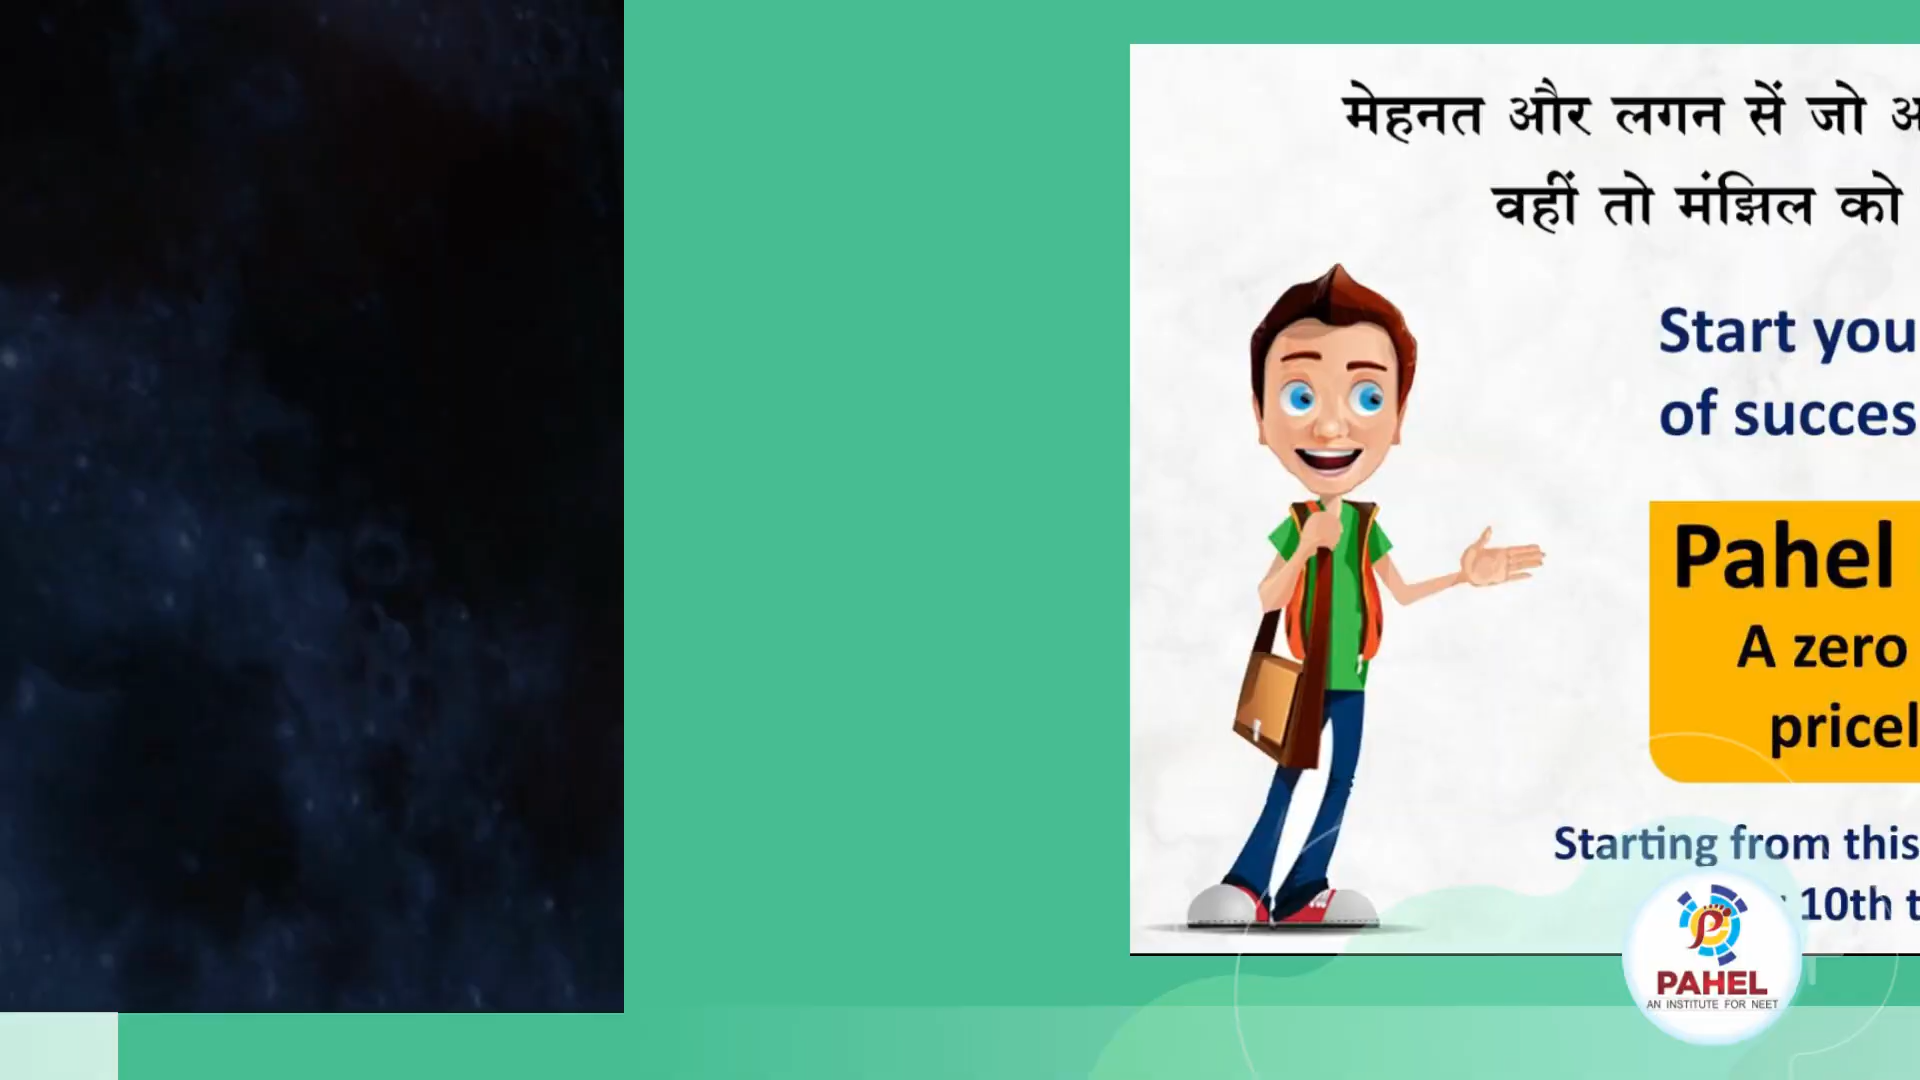 मेहनत और लगन सें जो अ
वहीं तो मंझिल को
Start you
of succes
Pahel
A zero
pricel
Starting from this
10th t
PAHEL
AN INSTITUTE FOR NEET